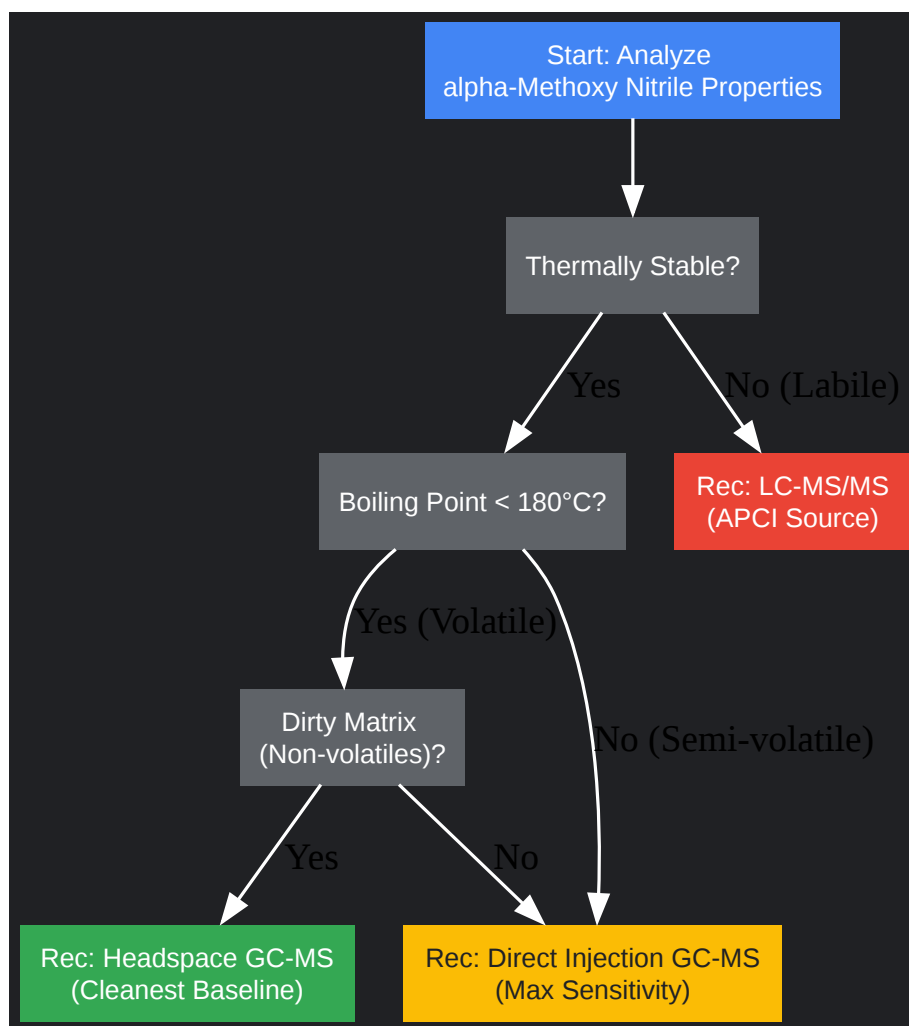 Start: Analyze
alpha-Methoxy Nitrile Properties
Thermally Stable?
Yes
No (Labile)
Boiling Point < 180°C?
Rec: LC-MS/MS
(APCI Source)
Yes (Volatile)
Dirty Matrix
(Non-volatiles)?
No (Semi-volatile)
Yes
No
Rec: Headspace GC-MS
(Cleanest Baseline)
Rec: Direct Injection GC-MS
(Max Sensitivity)